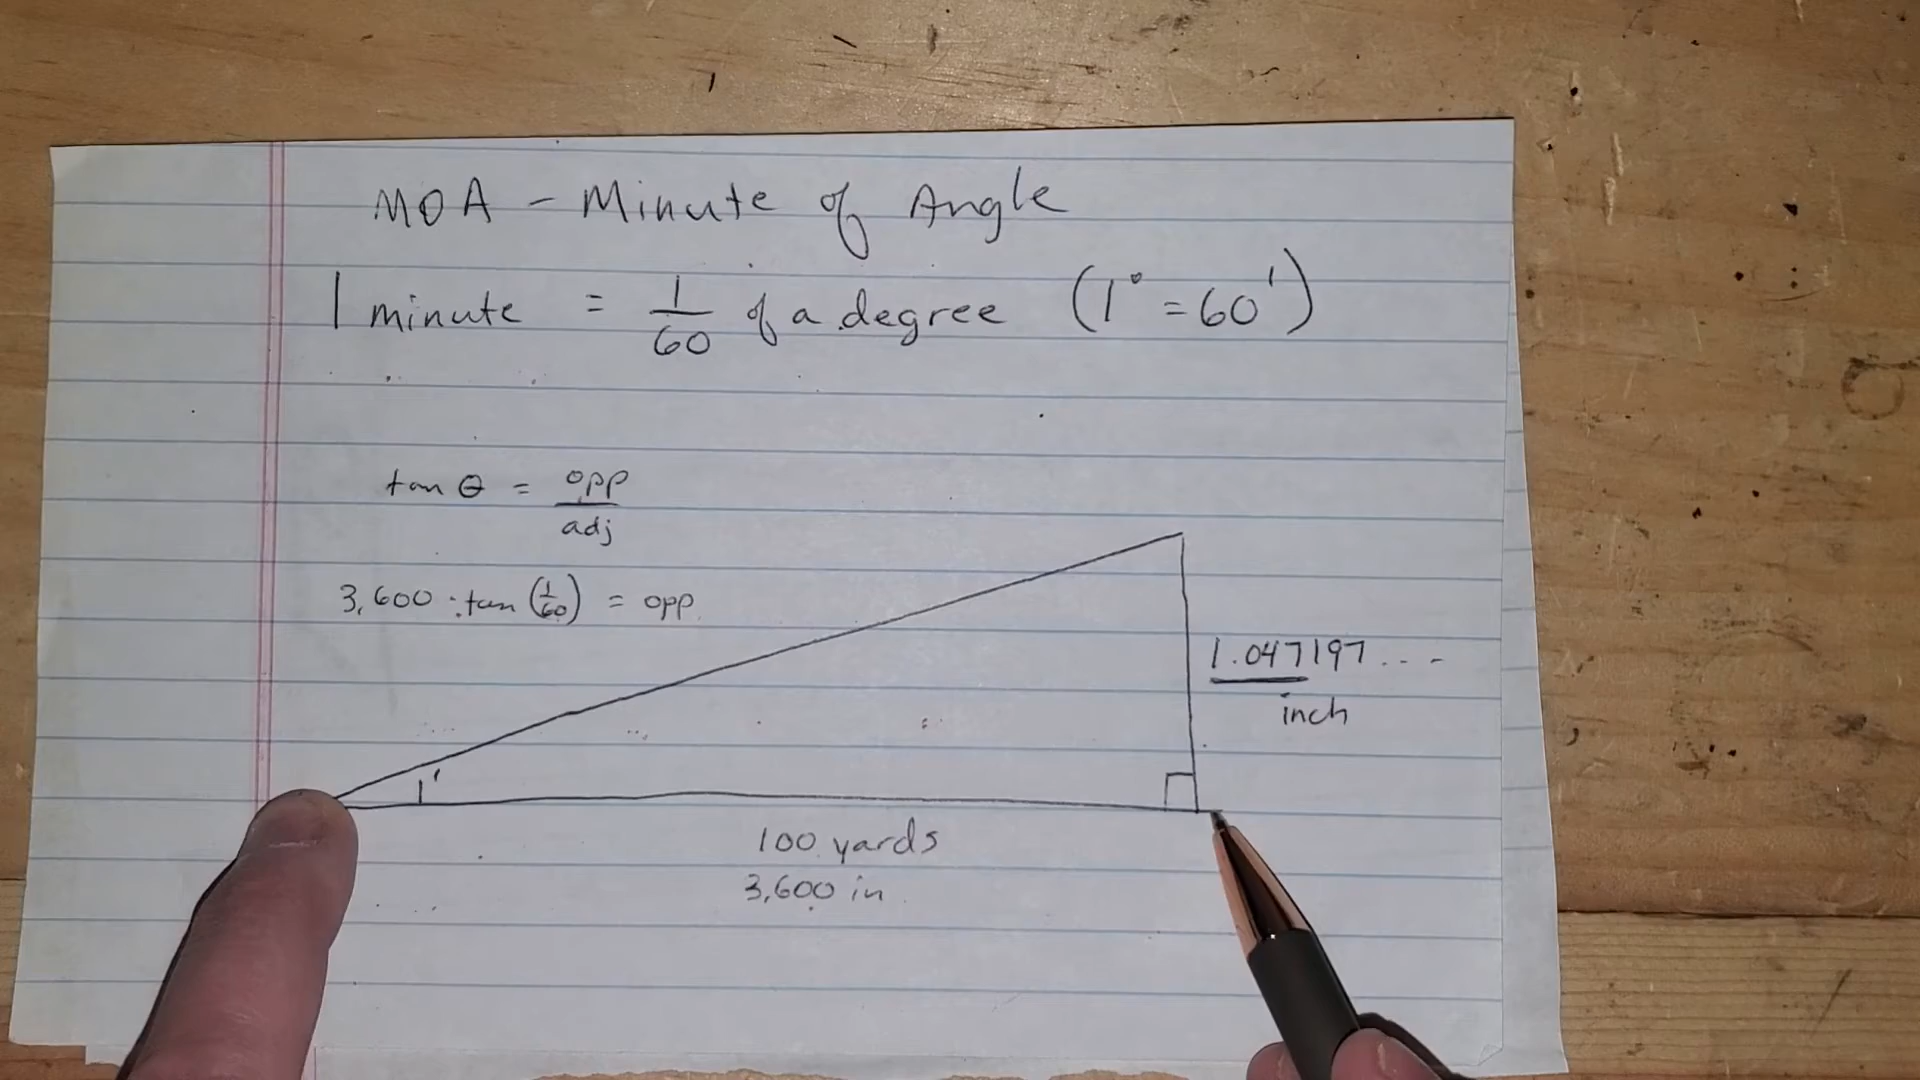 MOA - Minute of Angle
1 minute = 1/60 of a degree (1° = 60')
tan θ = opp/adj
3,600 · tan (1/60) = opp.
1.047197...
inch
1'
100 yards
3,600 in